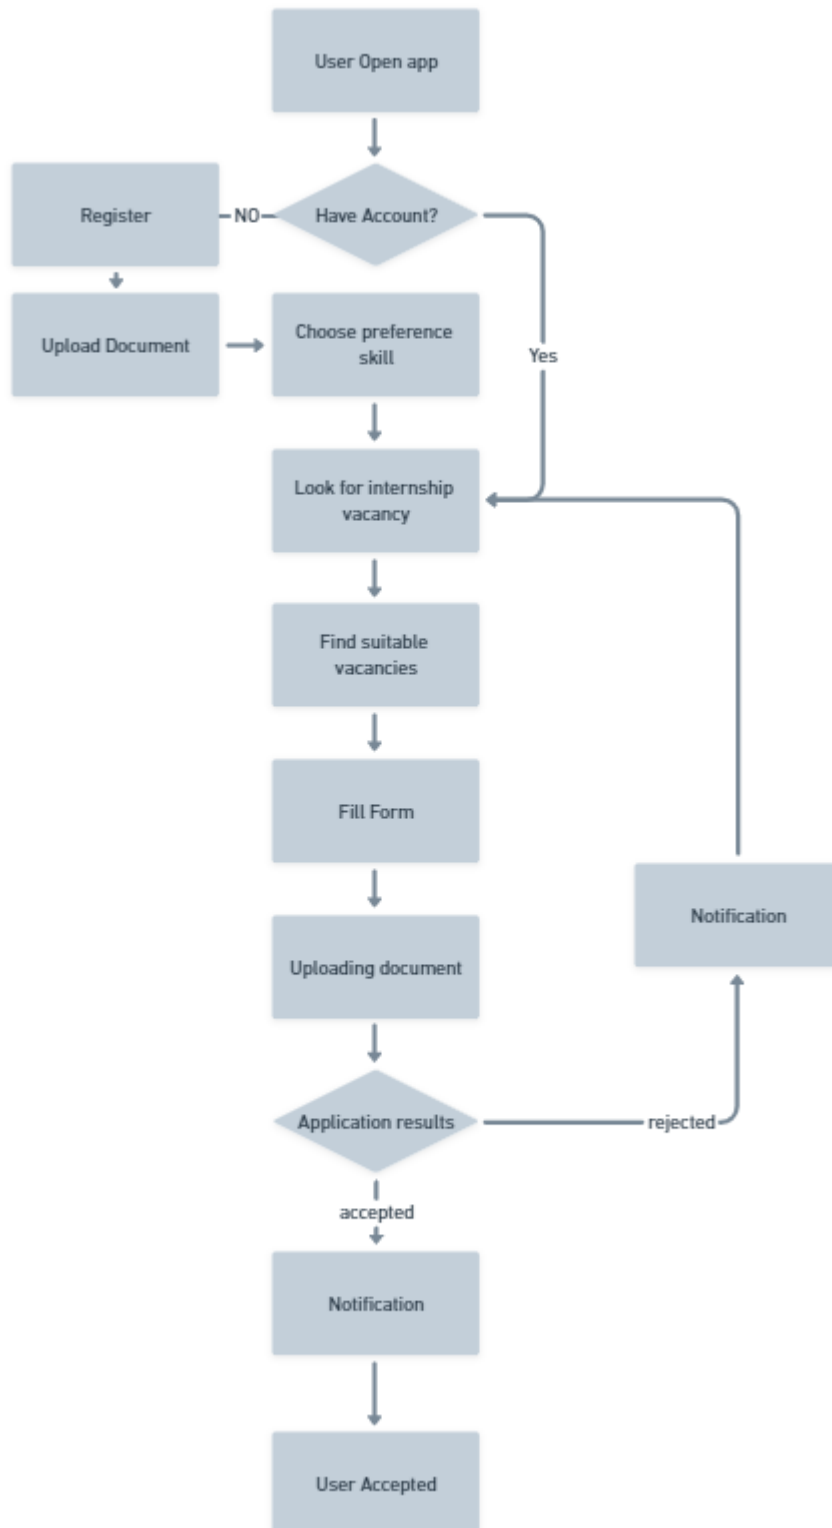 User Open app
Register
NO
Have Account?
Upload Document
Choose preference
skill
Yes
Look for internship
vacancy
Find suitable
vacancies
Fill Form
Notification
Uploading document
Application results
rejected
accepted
Notification
User Accepted